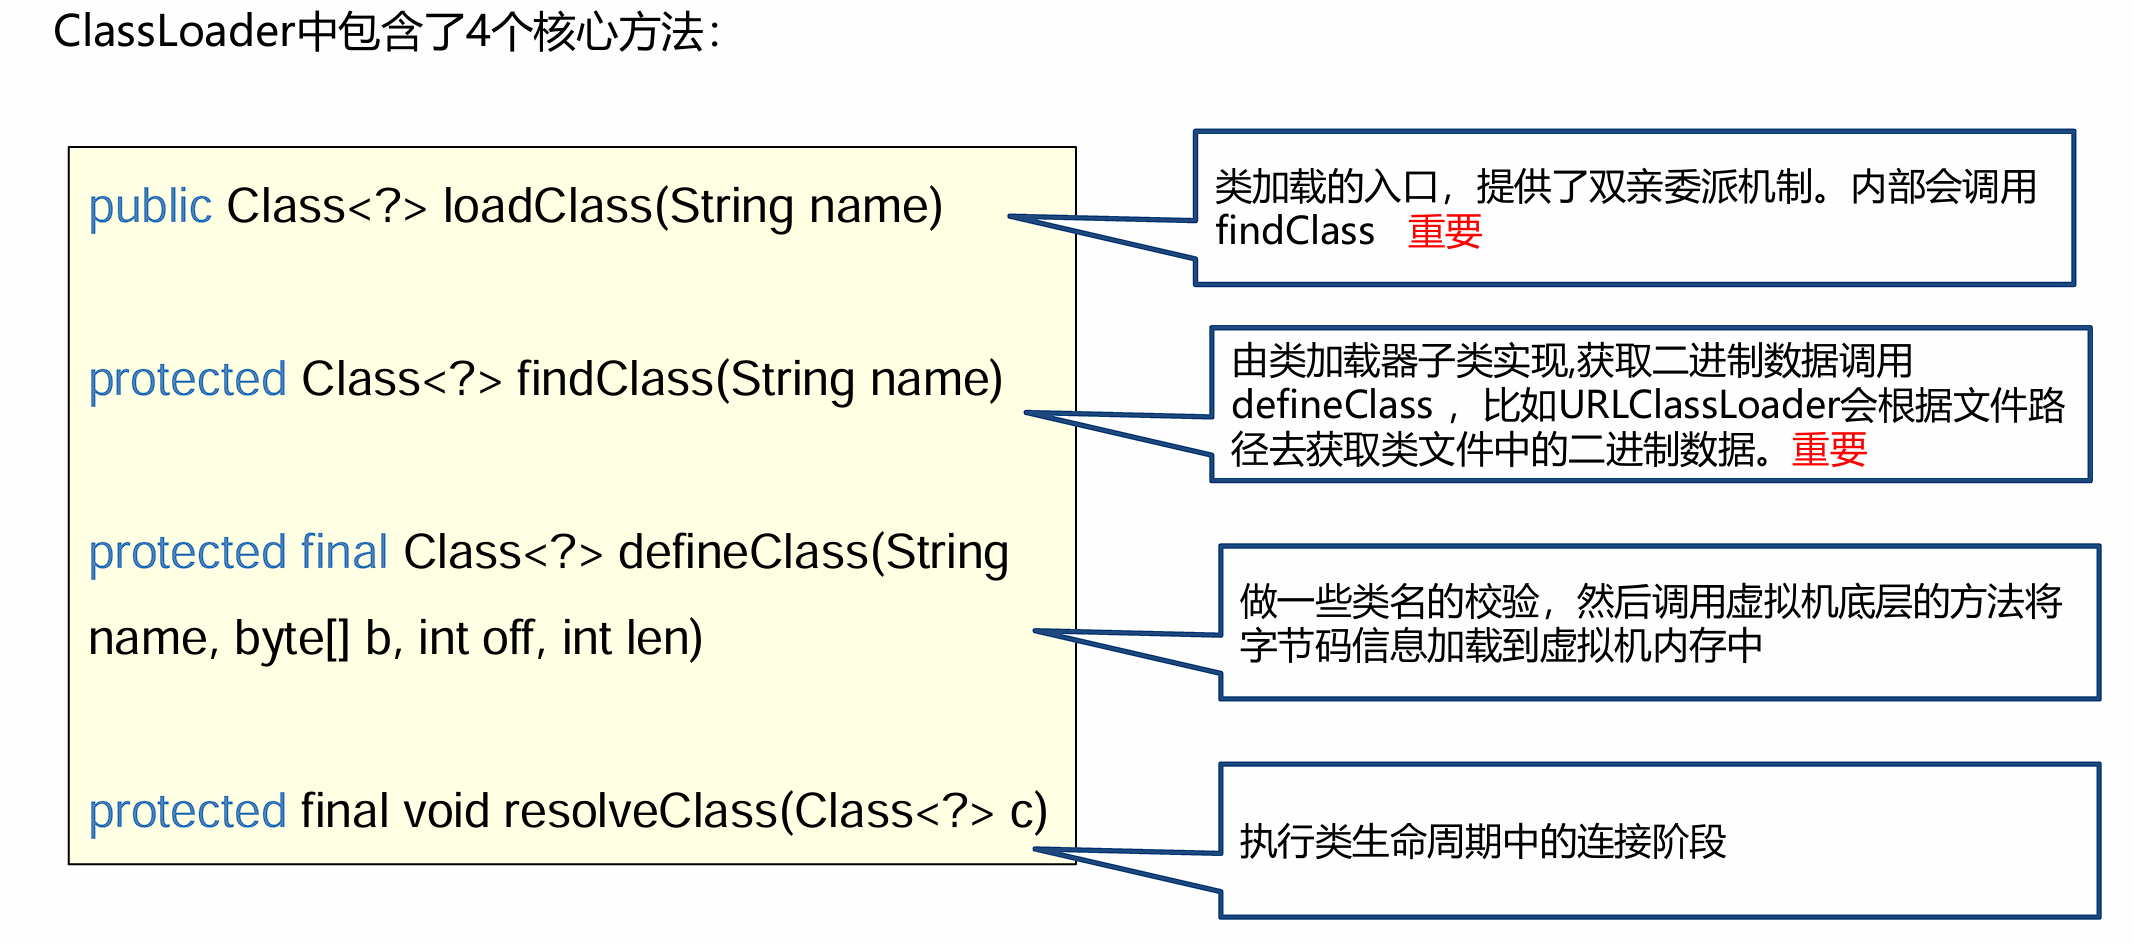 ClassLoader中包含了4个核心方法：
public Class<?> loadClass(String name)
类加载的入口，提供了双亲委派机制。内部会调用
findClass 重要
protected Class<?> findClass(String name)
由类加载器子类实现,获取二进制数据调用
defineClass ，比如URLClassLoader会根据文件路
径去获取类文件中的二进制数据。重要
protected final Class<?> defineClass(String
name, byte[] b, int off, int len)
做一些类名的校验，然后调用虚拟机底层的方法将
字节码信息加载到虚拟机内存中
protected final void resolveClass(Class<?> c)
执行类生命周期中的连接阶段